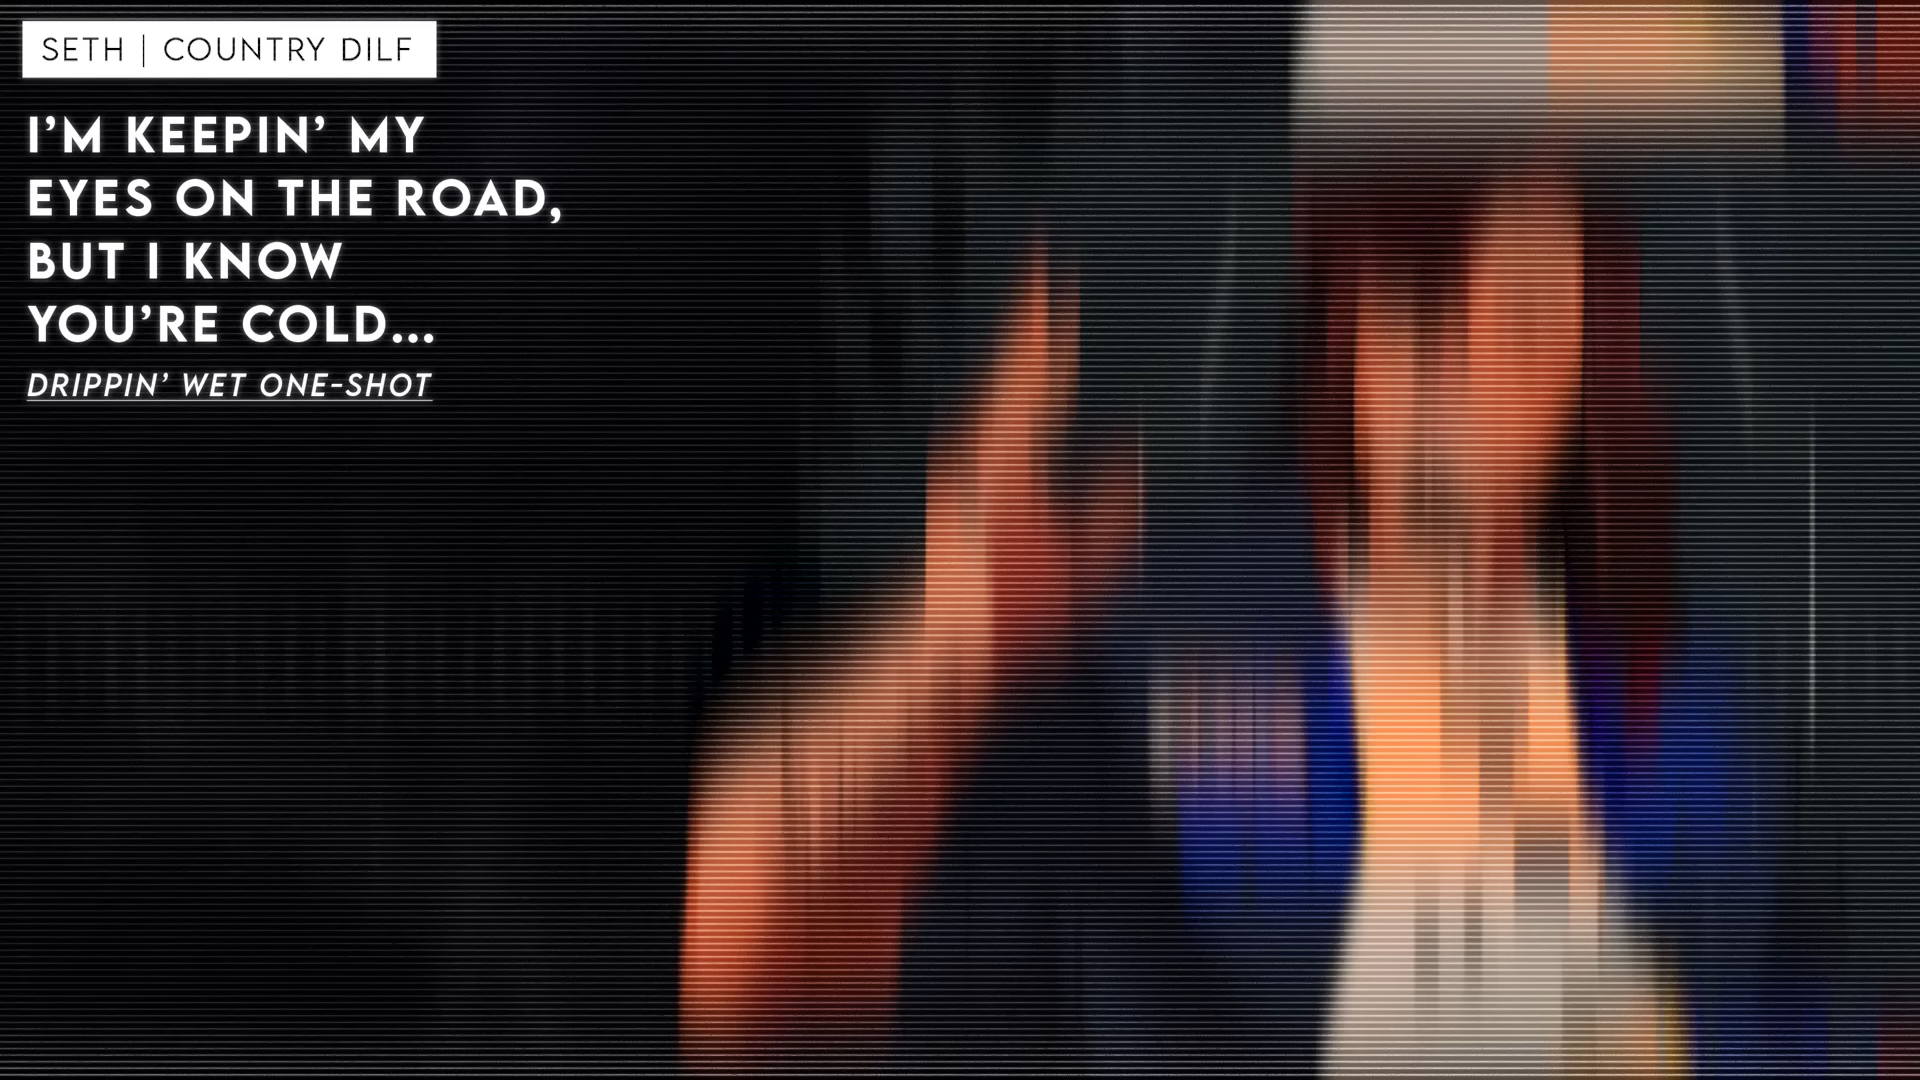 SETH | COUNTRY DILF
I'M KEEPIN' MY
EYES ON THE ROAD,
BUT I KNOW
YOU'RE COLD...
DRIPPIN' WET ONE-SHOT